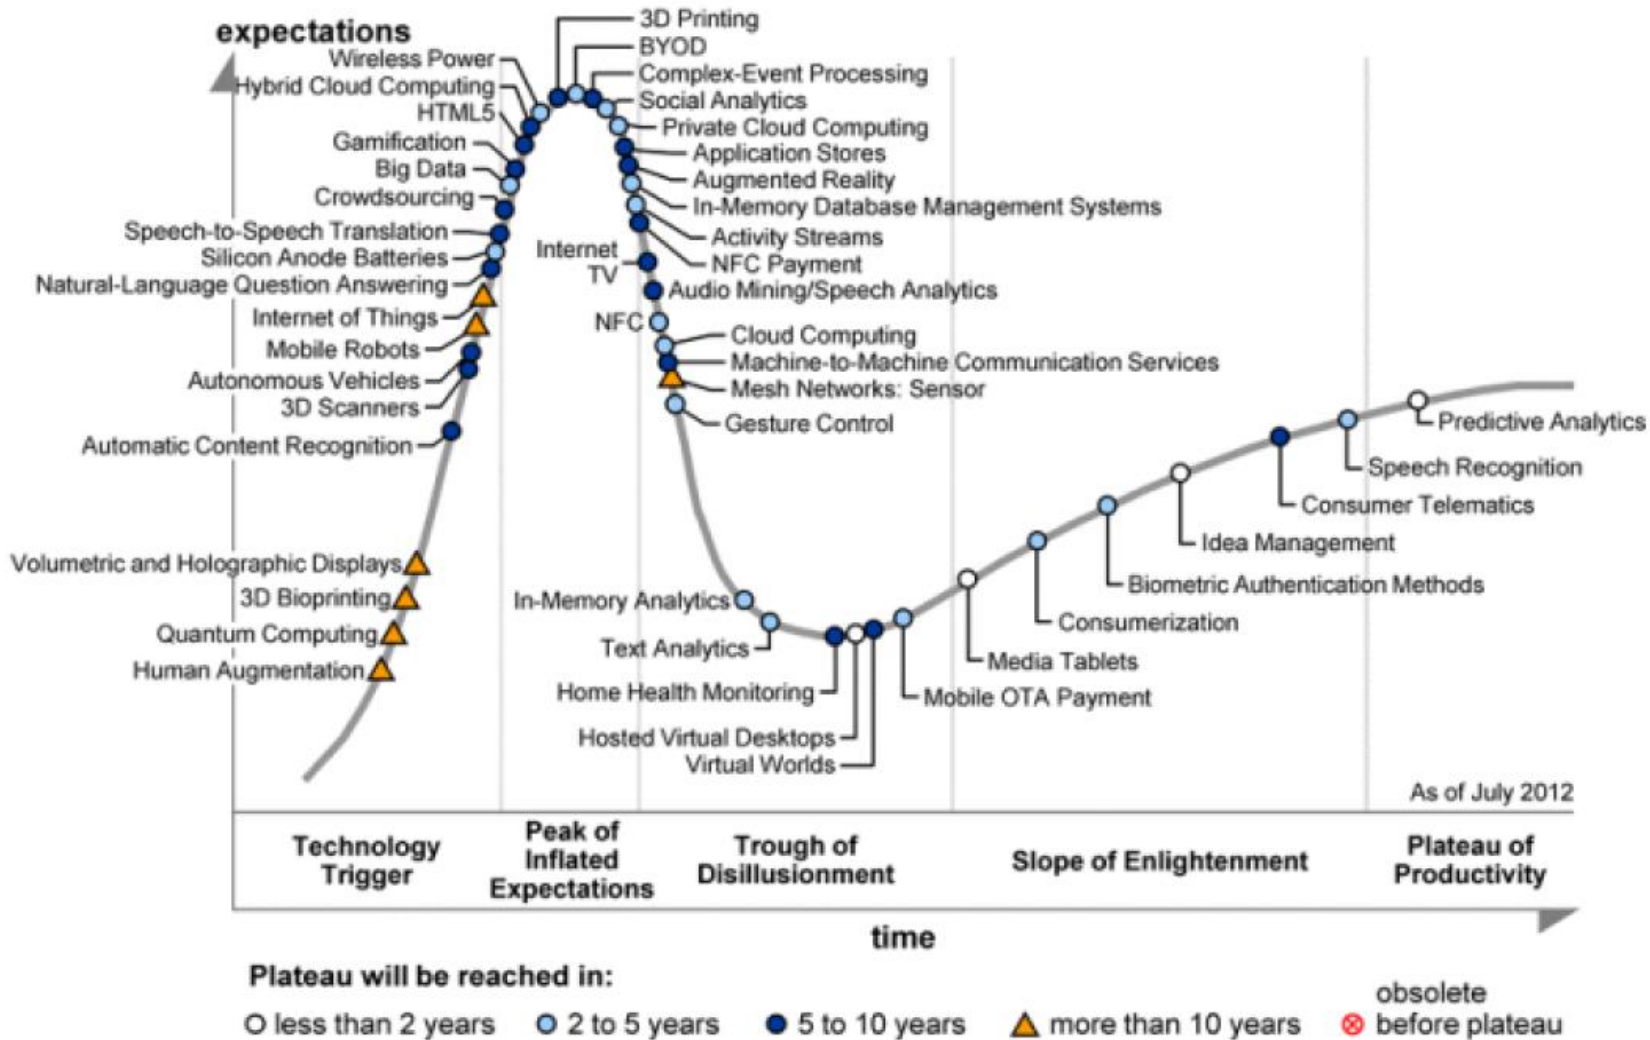 expectations
3D Printing
BYOD
Wireless Power
Complex-Event Processing
Hybrid Cloud Computing
Social Analytics
HTML5
Private Cloud Computing
Gamification
Application Stores
Big Data
Augmented Reality
Crowdsourcing
In-Memory Database Management Systems
Speech-to-Speech Translation
Activity Streams
Silicon Anode Batteries
Internet
TV
NFC Payment
Natural-Language Question Answering
Audio Mining/Speech Analytics
Internet of Things
NFC
Cloud Computing
Mobile Robots
Machine-to-Machine Communication Services
Autonomous Vehicles
Mesh Networks: Sensor
3D Scanners
Gesture Control
Automatic Content Recognition
Predictive Analytics
Speech Recognition
Consumer Telematics
Idea Management
Biometric Authentication Methods
Volumetric and Holographic Displays
3D Bioprinting
In-Memory Analytics
Consumerization
Quantum Computing
Text Analytics
Media Tablets
Human Augmentation
Home Health Monitoring
Mobile OTA Payment
Hosted Virtual Desktops
Virtual Worlds
As of July 2012
Technology
Trigger
Peak of
Inflated
Expectations
Trough of
Disillusionment
Slope of Enlightenment
Plateau of
Productivity
time
Plateau will be reached in:
less than 2 years
2 to 5 years
5 to 10 years
more than 10 years
obsolete
before plateau